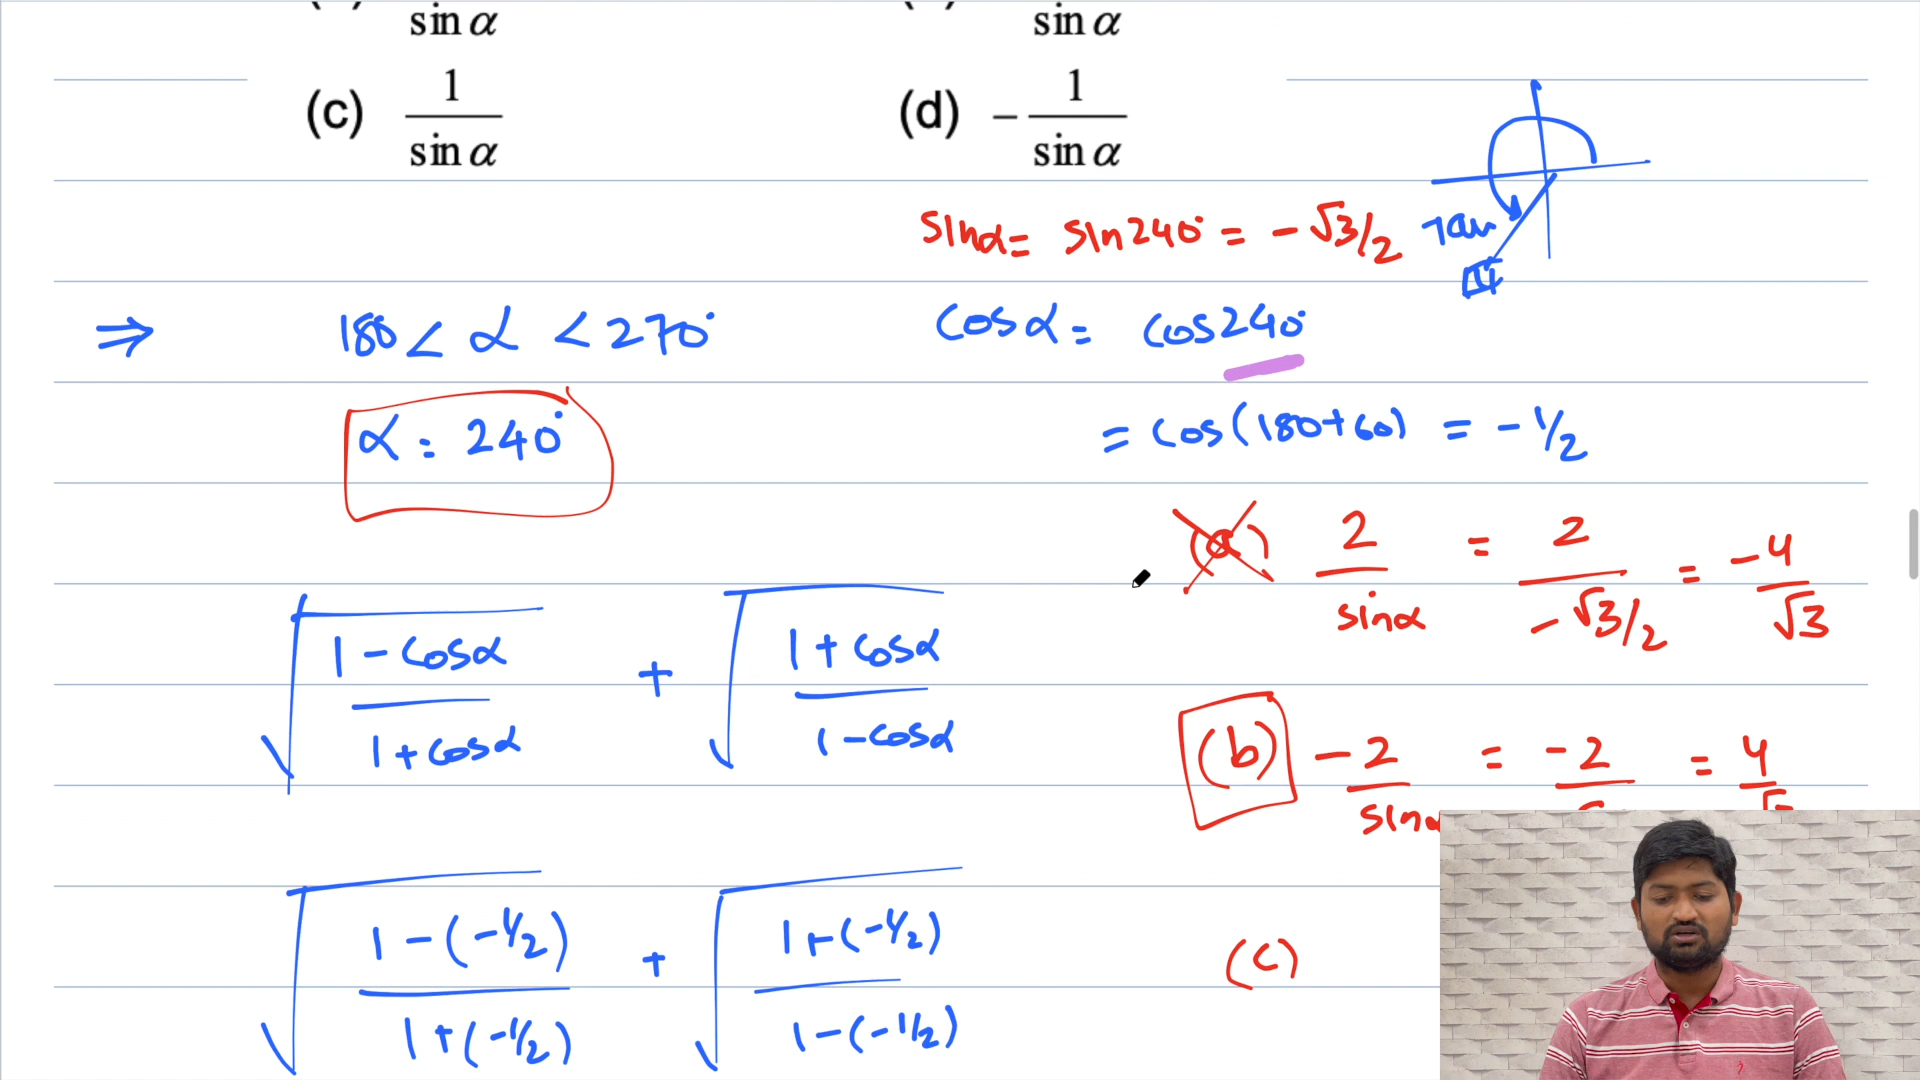 sin α sin α
(c) 1/sin α (d) - 1/sin α
sinα = sin240° = -√3/2
III
⇒ 180 < α < 270° cosα = cos240°
α = 240° = cos(180+60) = -1/2
(a) 2/sinα = 2/-√3/2 = -4/√3
√(1-cosα/1+cosα) + √(1+cosα/1-cosα)
(b) -2/sinα = -2 = 4
√(1-(-1/2)/1+(-1/2)) + √(1+(-1/2)/1-(-1/2))
(c)